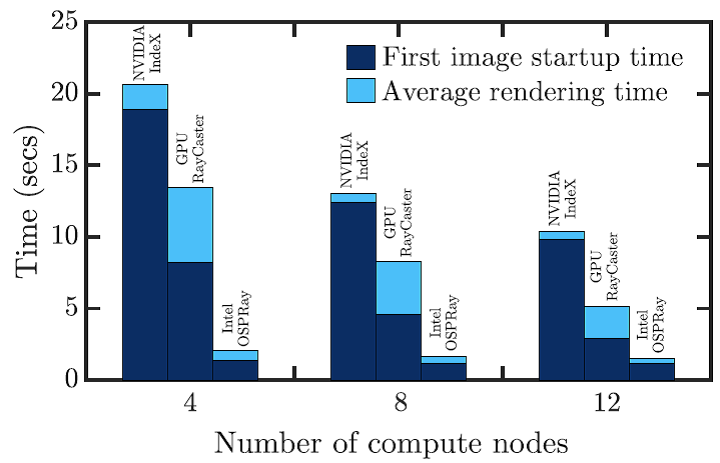 25
20
15
10
5
0
Time (secs)
First image startup time
Average rendering time
NVIDIA
IndeX
GPU
RayCaster
Intel
OSPRay
NVIDIA
IndeX
GPU
RayCaster
Intel
OSPRay
NVIDIA
IndeX
GPU
RayCaster
Intel
OSPRay
4
8
12
Number of compute nodes